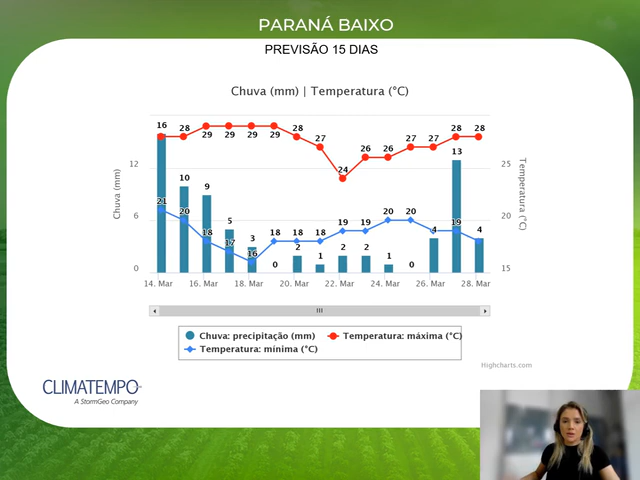 PARANÁ BAIXO
PREVISÃO 15 DIAS
Chuva (mm) | Temperatura (°C)
16 28 29 29 29 29 28 27 24 26 26 27 27 28 28
21 20 18 17 16 18 18 18 19 19 20 20 19
10 9 5 3 0 2 1 2 2 1 0 4 13 4
12
6
0
Chuva (mm)
25
20
15
Temperatura (°C)
14. Mar 16. Mar 18. Mar 20. Mar 22. Mar 24. Mar 26. Mar 28. Mar
Chuva: precipitação (mm) Temperatura: máxima (°C)
Temperatura: mínima (°C)
Highcharts.com
CLIMATEMPO
A StormGeo Company